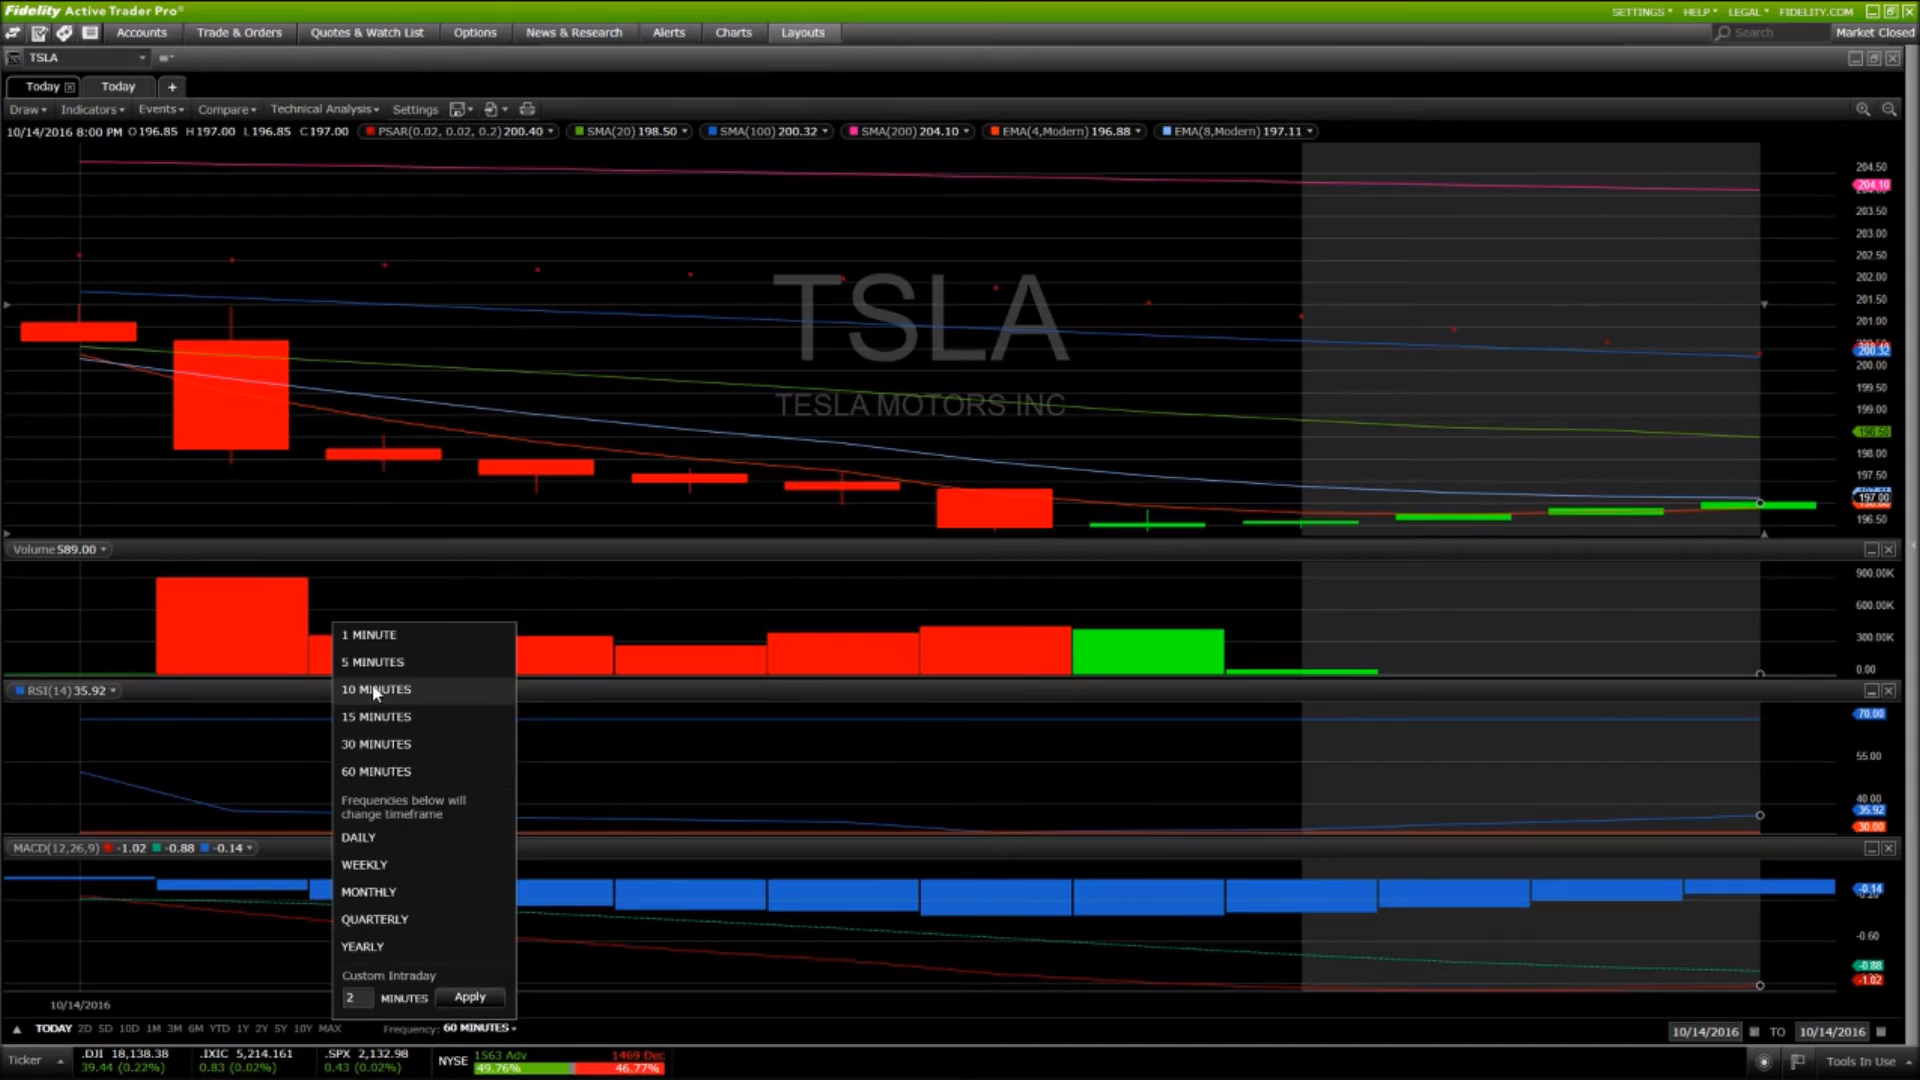 Fidelity Active Trader Pro® SETTINGS HELP LEGAL FIDELITY.COM
Accounts Trade & Orders Quotes & Watch List Options News & Research Alerts Charts Layouts Search Market Closed
TSLA
Today Today +
Draw Indicators Events Compare Technical Analysis Settings
10/14/2016 8:00 PM O 196.85 H 197.00 L 196.85 C 197.00 PSAR(0.02, 0.02, 0.2) 200.40 SMA(20) 198.50 SMA(100) 200.32 SMA(200) 204.10 EMA(4,Modern) 196.88 EMA(8,Modern) 197.11
204.50
204.10
203.50
203.00
202.50
202.00
201.50
201.00
200.32
200.00
199.50
199.00
198.50
198.00
197.50
197.00
196.50
TSLA
TESLA MOTORS INC
Volume 589.00
900.00K
600.00K
300.00K
0.00
RSI(14) 35.92
70.00
55.00
40.00
35.92
30.00
MACD(12,26,9) -1.02 -0.88 -0.14
-0.14
-0.60
-0.88
-1.02
1 MINUTE
5 MINUTES
10 MINUTES
15 MINUTES
30 MINUTES
60 MINUTES
Frequencies below will
change timeframe
DAILY
WEEKLY
MONTHLY
QUARTERLY
YEARLY
Custom Intraday
2 MINUTES Apply
10/14/2016
TODAY 2D 5D 10D 1M 3M 6M YTD 1Y 2Y 5Y 10Y MAX Frequency: 60 MINUTES 10/14/2016 TO 10/14/2016
Ticker .DJI 18,138.38 .IXIC 5,214.161 .SPX 2,132.98 NYSE 1563 Adv 1469 Dec
39.44 (0.22%) 0.83 (0.02%) 0.43 (0.02%) 49.76% 46.77% Tools In Use